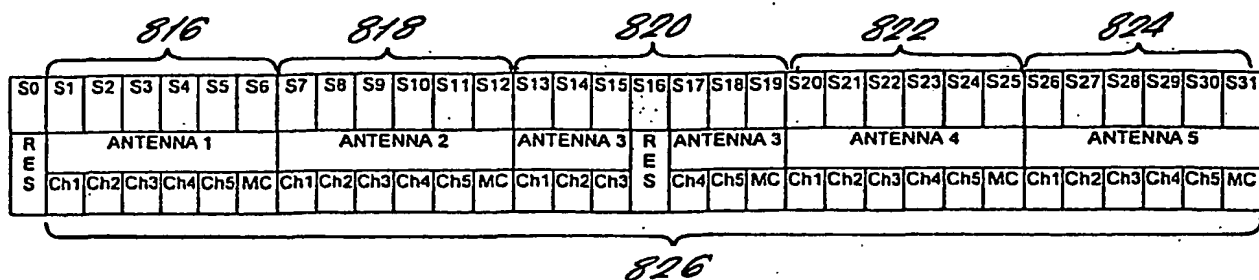 816 818 820 822 824
S0 S1 S2 S3 S4 S5 S6 S7 S8 S9 S10 S11 S12 S13 S14 S15 S16 S17 S18 S19 S20 S21 S22 S23 S24 S25 S26 S27 S28 S29 S30 S31
RES ANTENNA 1 ANTENNA 2 ANTENNA 3 RES ANTENNA 3 ANTENNA 4 ANTENNA 5
Ch1 Ch2 Ch3 Ch4 Ch5 MC Ch1 Ch2 Ch3 Ch4 Ch5 MC Ch1 Ch2 Ch3 Ch4 Ch5 MC Ch1 Ch2 Ch3 Ch4 Ch5 MC Ch1 Ch2 Ch3 Ch4 Ch5 MC
826